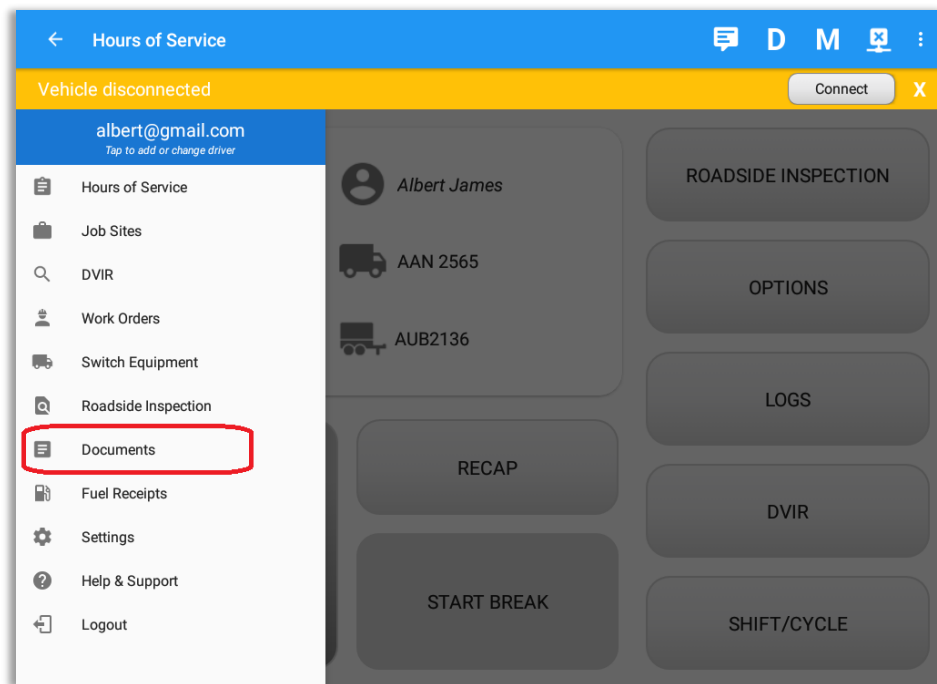 Hours of Service
D M
Vehicle disconnected
Connect
X
albert@gmail.com
Tap to add or change driver
Hours of Service
Job Sites
DVIR
Work Orders
Switch Equipment
Roadside Inspection
Documents
Fuel Receipts
Settings
Help & Support
Logout
Albert James
AAN 2565
AUB2136
RECAP
START BREAK
ROADSIDE INSPECTION
OPTIONS
LOGS
DVIR
SHIFT/CYCLE